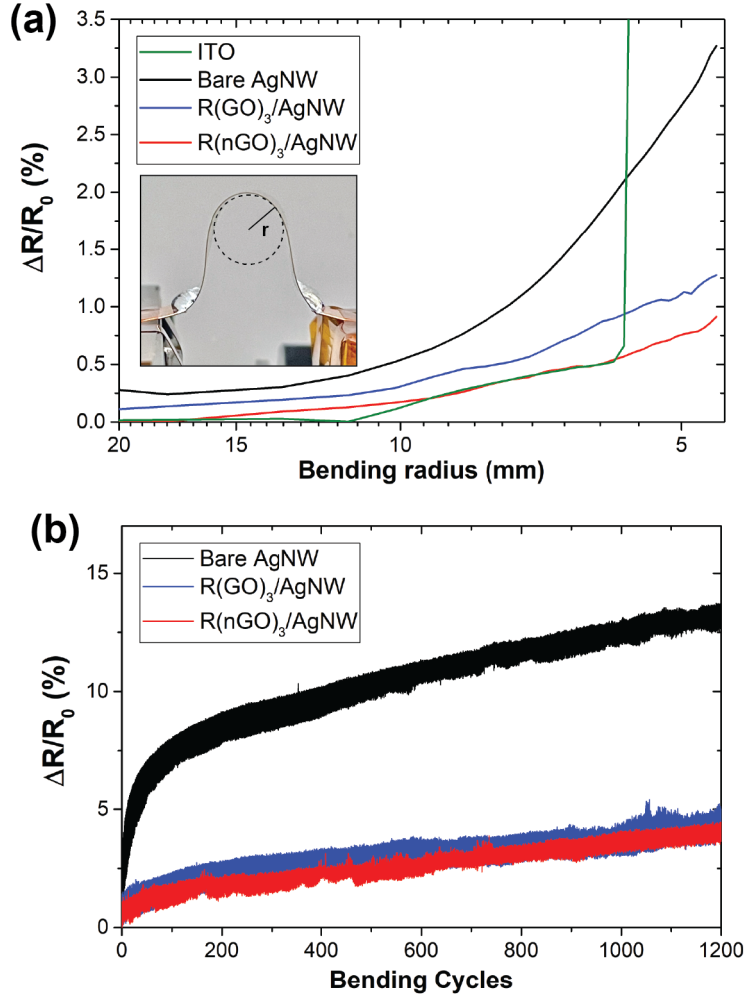 (a)
3.5
3.0
2.5
2.0
1.5
1.0
0.5
0.0
ΔR/R₀ (%)
ITO
Bare AgNW
R(GO)₃/AgNW
R(nGO)₃/AgNW
r
20
15
10
5
Bending radius (mm)
(b)
15
10
5
0
ΔR/R₀ (%)
Bare AgNW
R(GO)₃/AgNW
R(nGO)₃/AgNW
0
200
400
600
800
1000
1200
Bending Cycles